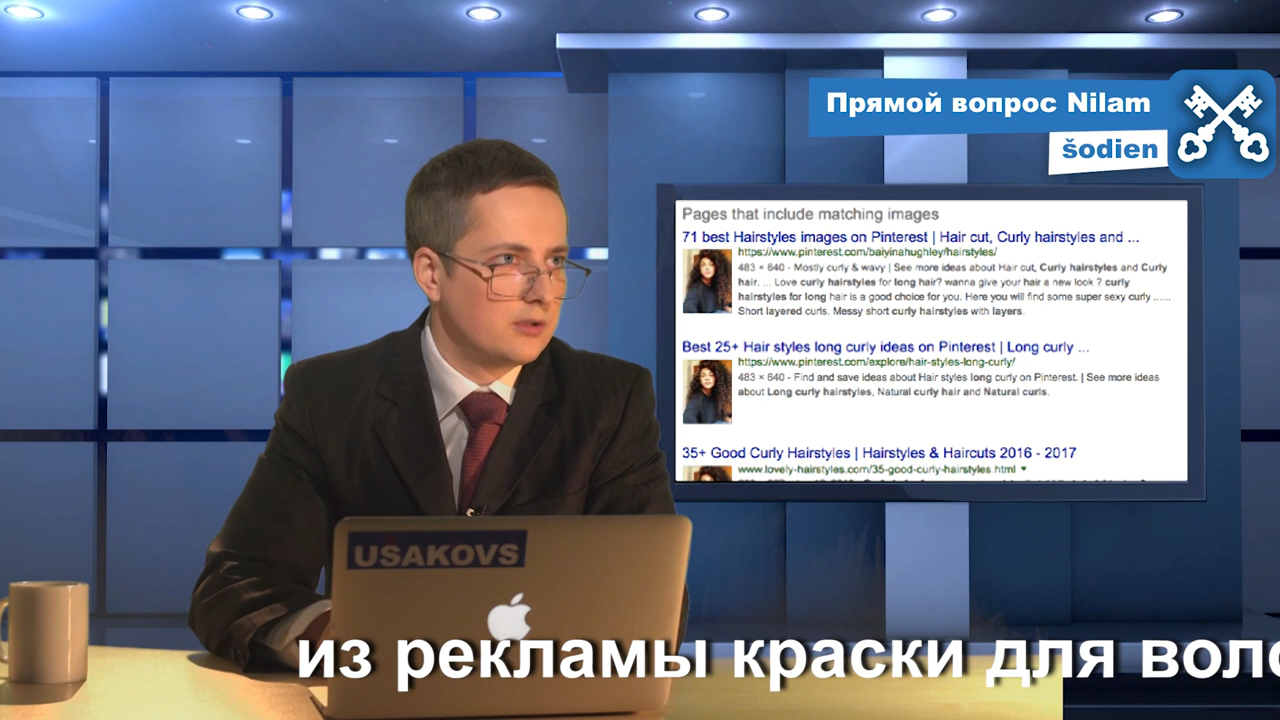 Прямой вопрос Nilam
šodien
Pages that include matching images
71 best Hairstyles images on Pinterest | Hair cut, Curly hairstyles and ...
https://www.pinterest.com/baiyinahughley/hairstyles/
483 × 640 - Mostly curly & wavy | See more ideas about Hair cut, Curly hairstyles and Curly
hair. ... Love curly hairstyles for long hair? wanna give your hair a new look ? curly
hairstyles for long hair is a good choice for you. Here you will find some super sexy curly ......
Short layered curls. Messy short curly hairstyles with layers.
Best 25+ Hair styles long curly ideas on Pinterest | Long curly ...
https://www.pinterest.com/explore/hair-styles-long-curly/
483 × 640 - Find and save ideas about Hair styles long curly on Pinterest. | See more ideas
about Long curly hairstyles, Natural curly hair and Natural curls.
35+ Good Curly Hairstyles | Hairstyles & Haircuts 2016 - 2017
www.lovely-hairstyles.com/35-good-curly-hairstyles.html
USAKOVS
из рекламы краски для воло